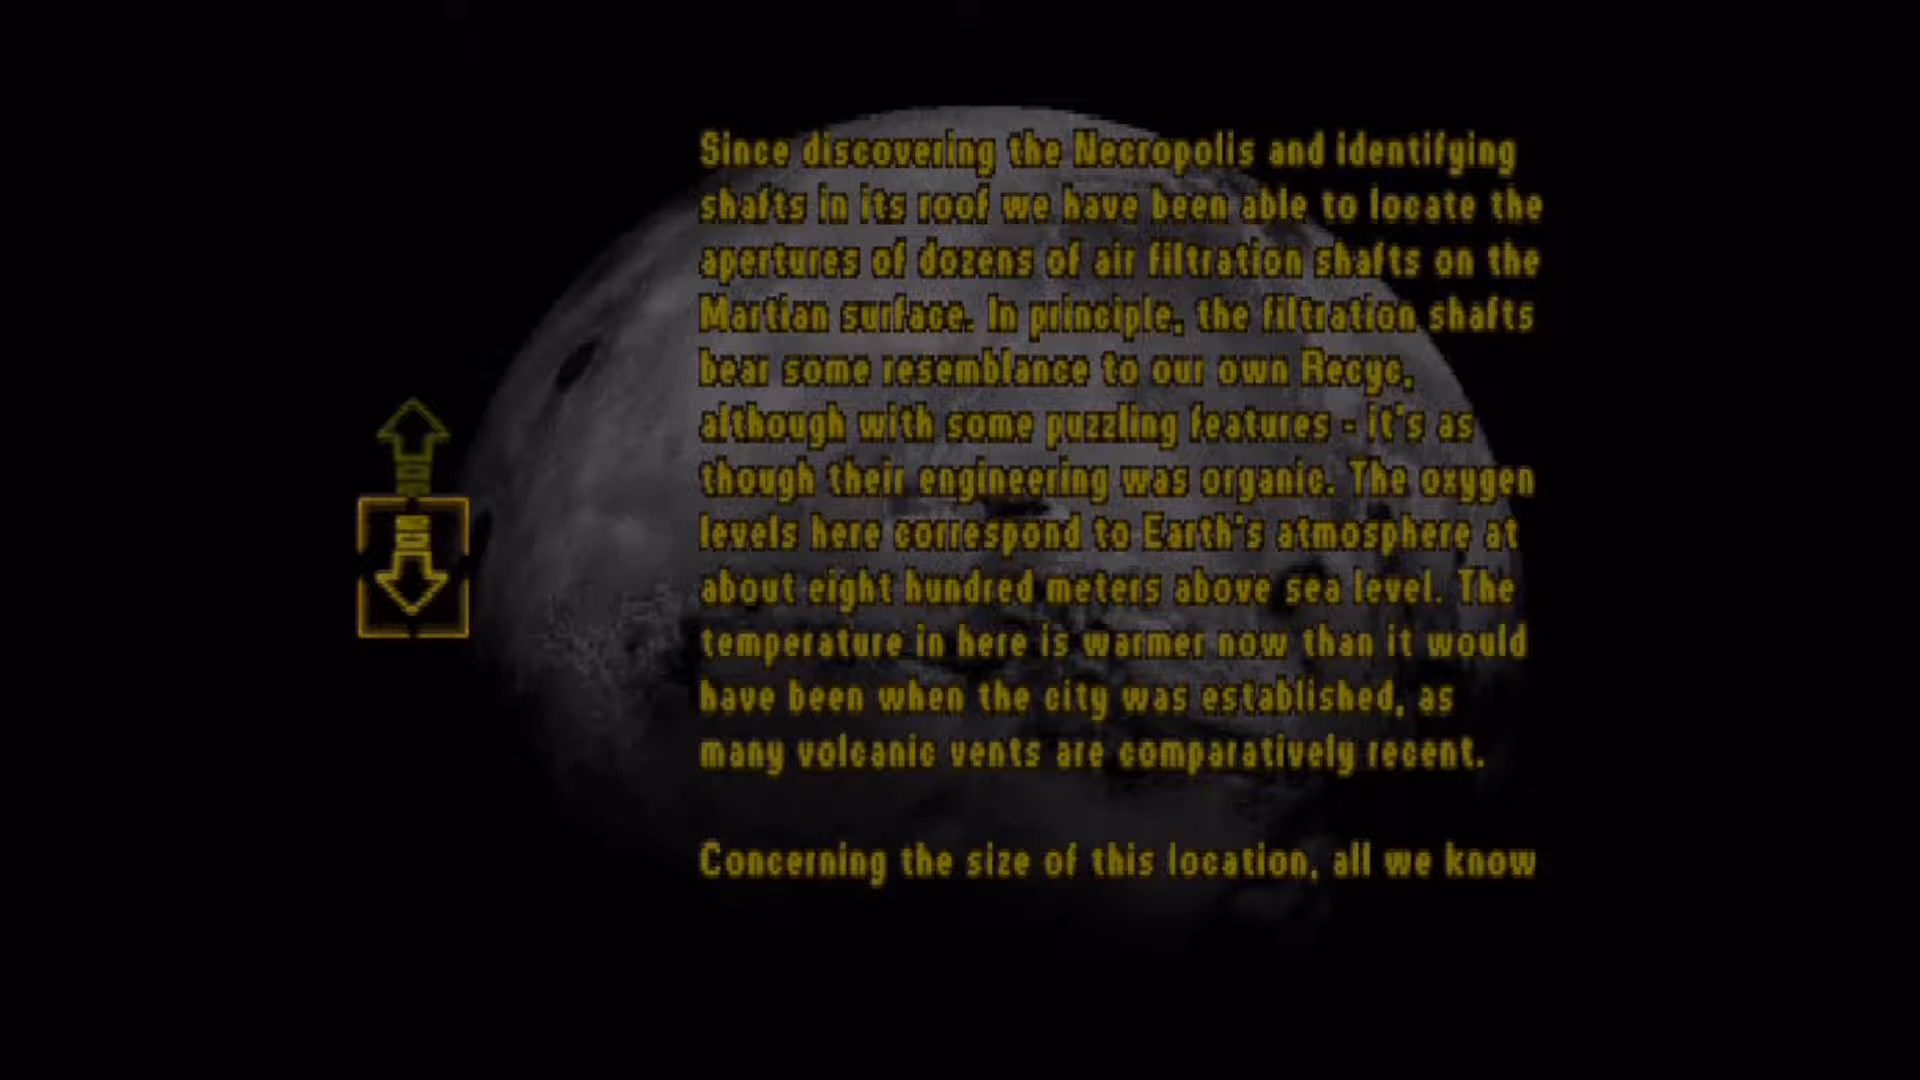 Since discovering the Necropolis and identifying
shafts in its roof we have been able to locate the
apertures of dozens of air filtration shafts on the
Martian surface. In principle, the filtration shafts
bear some resemblance to our own Recyc,
although with some puzzling features - it's as
though their engineering was organic. The oxygen
levels here correspond to Earth's atmosphere at
about eight hundred meters above sea level. The
temperature in here is warmer now than it would
have been when the city was established, as
many volcanic vents are comparatively recent.
Concerning the size of this location, all we know